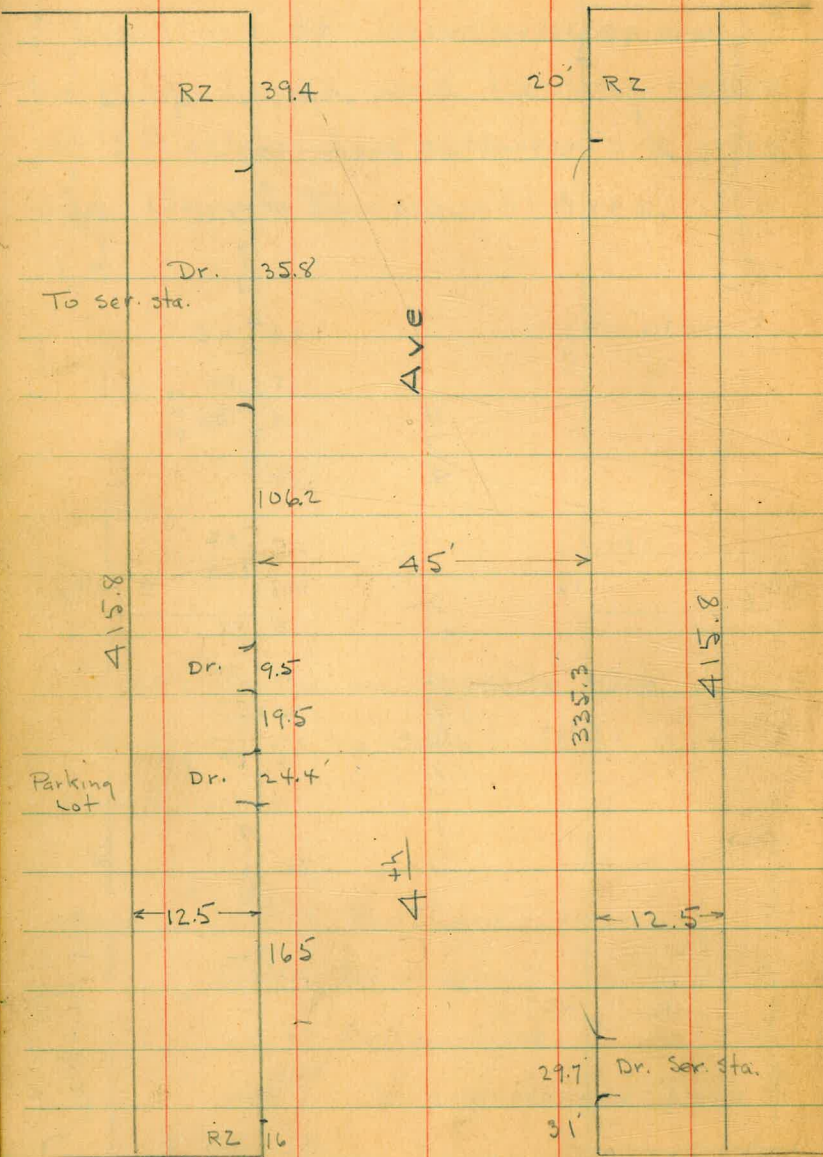 RZ 39.4 20' RZ
Dr. 35.8
To ser. sta.
Ave
106.2
45'
415.8
415.8
Dr. 9.5
335.3
19.5
Parking
Lot
Dr. 24.4'
4th
12.5
12.5
165
29.7 Dr. Ser. Sta.
31'
RZ 16